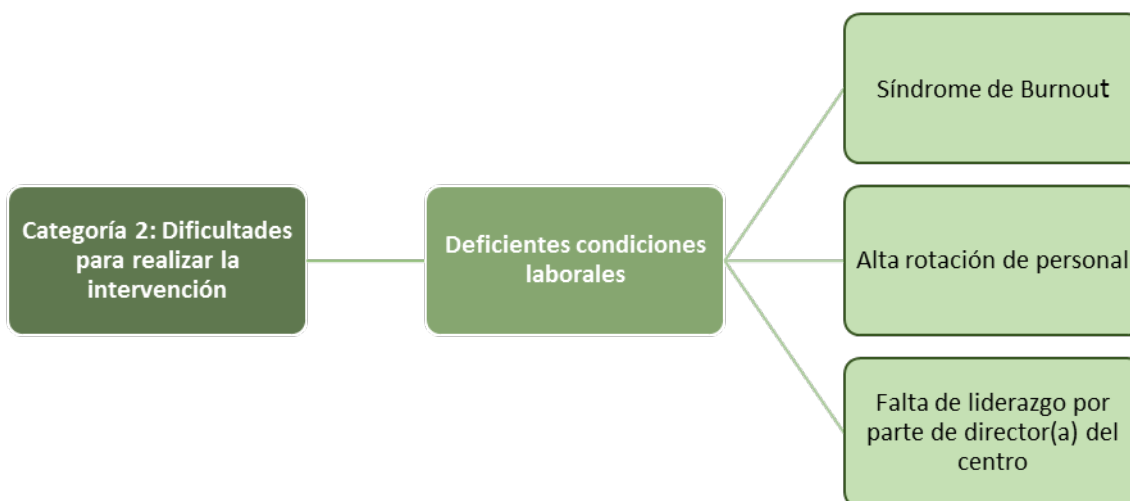 Categoría 2: Dificultades
para realizar la
intervención
Deficientes condiciones
laborales
Síndrome de Burnout
Alta rotación de personal
Falta de liderazgo por
parte de director(a) del
centro